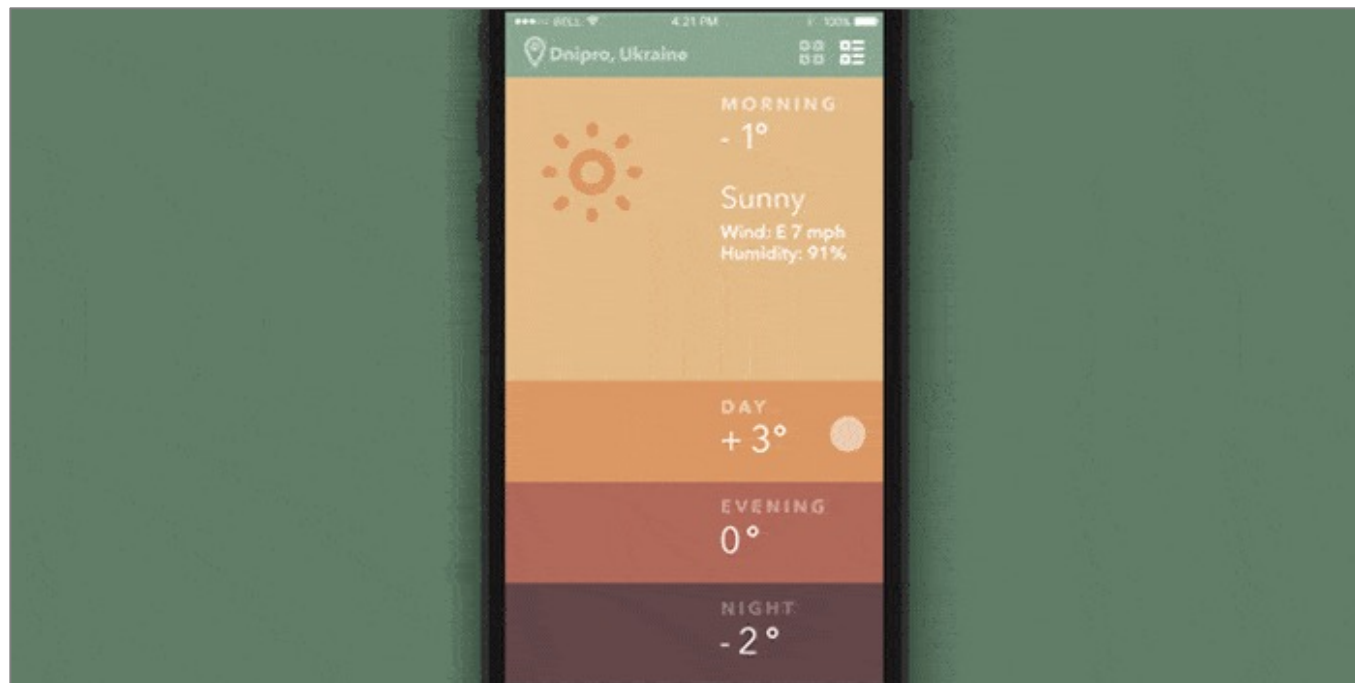 BELL 4:21 PM 100%
Dnipro, Ukraine
MORNING
- 1°
Sunny
Wind: E 7 mph
Humidity: 91%
DAY
+ 3°
EVENING
0°
NIGHT
- 2°